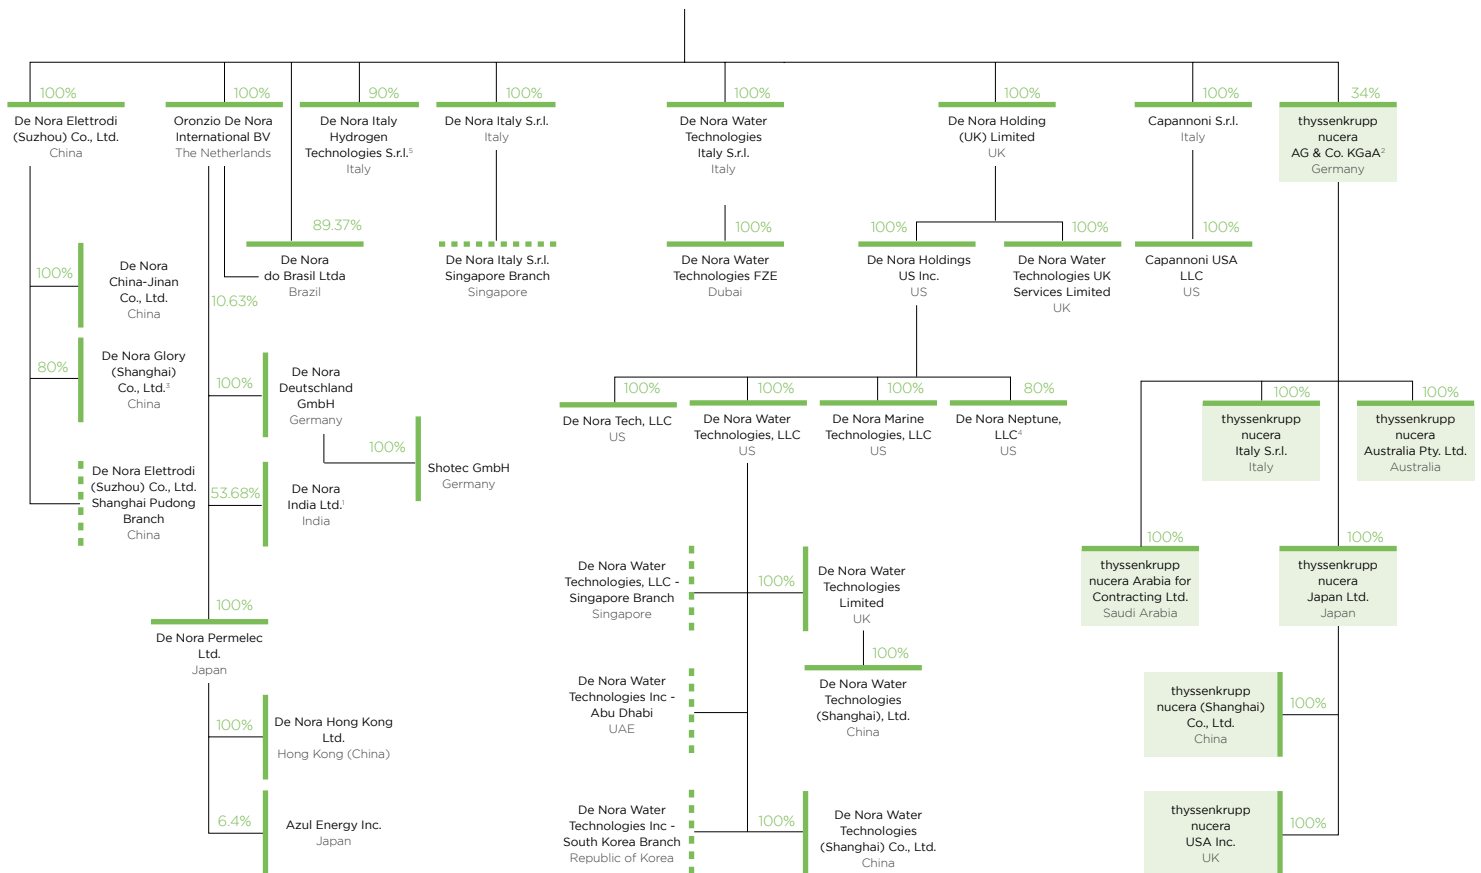 100%
De Nora Elettrodi
(Suzhou) Co., Ltd.
China
100%
Oronzio De Nora
International BV
The Netherlands
90%
De Nora Italy
Hydrogen
Technologies S.r.l.⁵
Italy
100%
De Nora Italy S.r.l.
Italy
100%
De Nora Water
Technologies
Italy S.r.l.
Italy
100%
De Nora Holding
(UK) Limited
UK
100%
Capannoni S.r.l.
Italy
34%
thyssenkrupp
nucera
AG & Co. KGaA²
Germany
89.37%
De Nora
do Brasil Ltda
Brazil
10.63%
De Nora Italy S.r.l.
Singapore Branch
Singapore
100%
De Nora Water
Technologies FZE
Dubai
100%
De Nora Holdings
US Inc.
US
100%
De Nora Water
Technologies UK
Services Limited
UK
100%
Capannoni USA
LLC
US
100%
De Nora
China-Jinan
Co., Ltd.
China
80%
De Nora Glory
(Shanghai)
Co., Ltd.³
China
De Nora Elettrodi
(Suzhou) Co., Ltd.
Shanghai Pudong
Branch
China
100%
De Nora
Deutschland
GmbH
Germany
100%
Shotec GmbH
Germany
53.68%
De Nora
India Ltd.¹
India
100%
De Nora Permelec
Ltd.
Japan
100%
De Nora Hong Kong
Ltd.
Hong Kong (China)
6.4%
Azul Energy Inc.
Japan
100%
De Nora Tech, LLC
US
100%
De Nora Water
Technologies, LLC
US
100%
De Nora Marine
Technologies, LLC
US
80%
De Nora Neptune,
LLC⁴
US
De Nora Water
Technologies, LLC -
Singapore Branch
Singapore
100%
De Nora Water
Technologies
Limited
UK
100%
De Nora Water
Technologies
(Shanghai), Ltd.
China
De Nora Water
Technologies Inc -
Abu Dhabi
UAE
De Nora Water
Technologies Inc -
South Korea Branch
Republic of Korea
100%
De Nora Water
Technologies
(Shanghai) Co., Ltd.
China
100%
thyssenkrupp
nucera
Italy S.r.l.
Italy
100%
thyssenkrupp
nucera
Australia Pty. Ltd.
Australia
100%
thyssenkrupp
nucera Arabia for
Contracting Ltd.
Saudi Arabia
100%
thyssenkrupp
nucera
Japan Ltd.
Japan
thyssenkrupp
nucera (Shanghai)
Co., Ltd.
China
100%
thyssenkrupp
nucera
USA Inc.
UK
100%